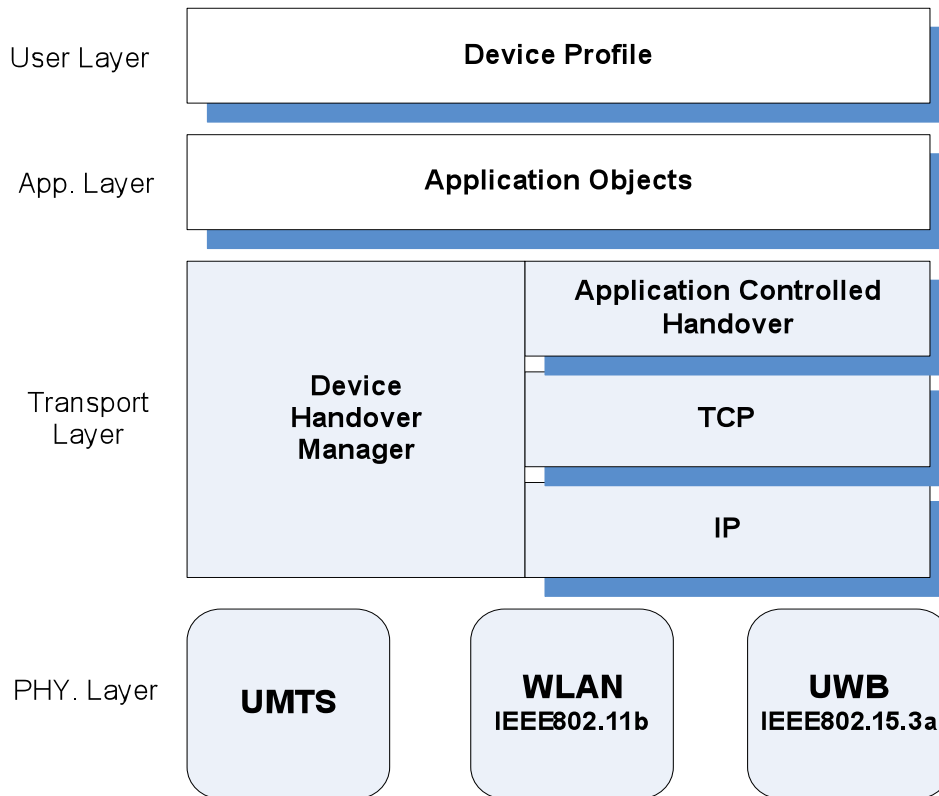 User Layer
Device Profile
App. Layer
Application Objects
Transport
Layer
Device
Handover
Manager
Application Controlled
Handover
TCP
IP
PHY. Layer
UMTS
WLAN
IEEE802.11b
UWB
IEEE802.15.3a